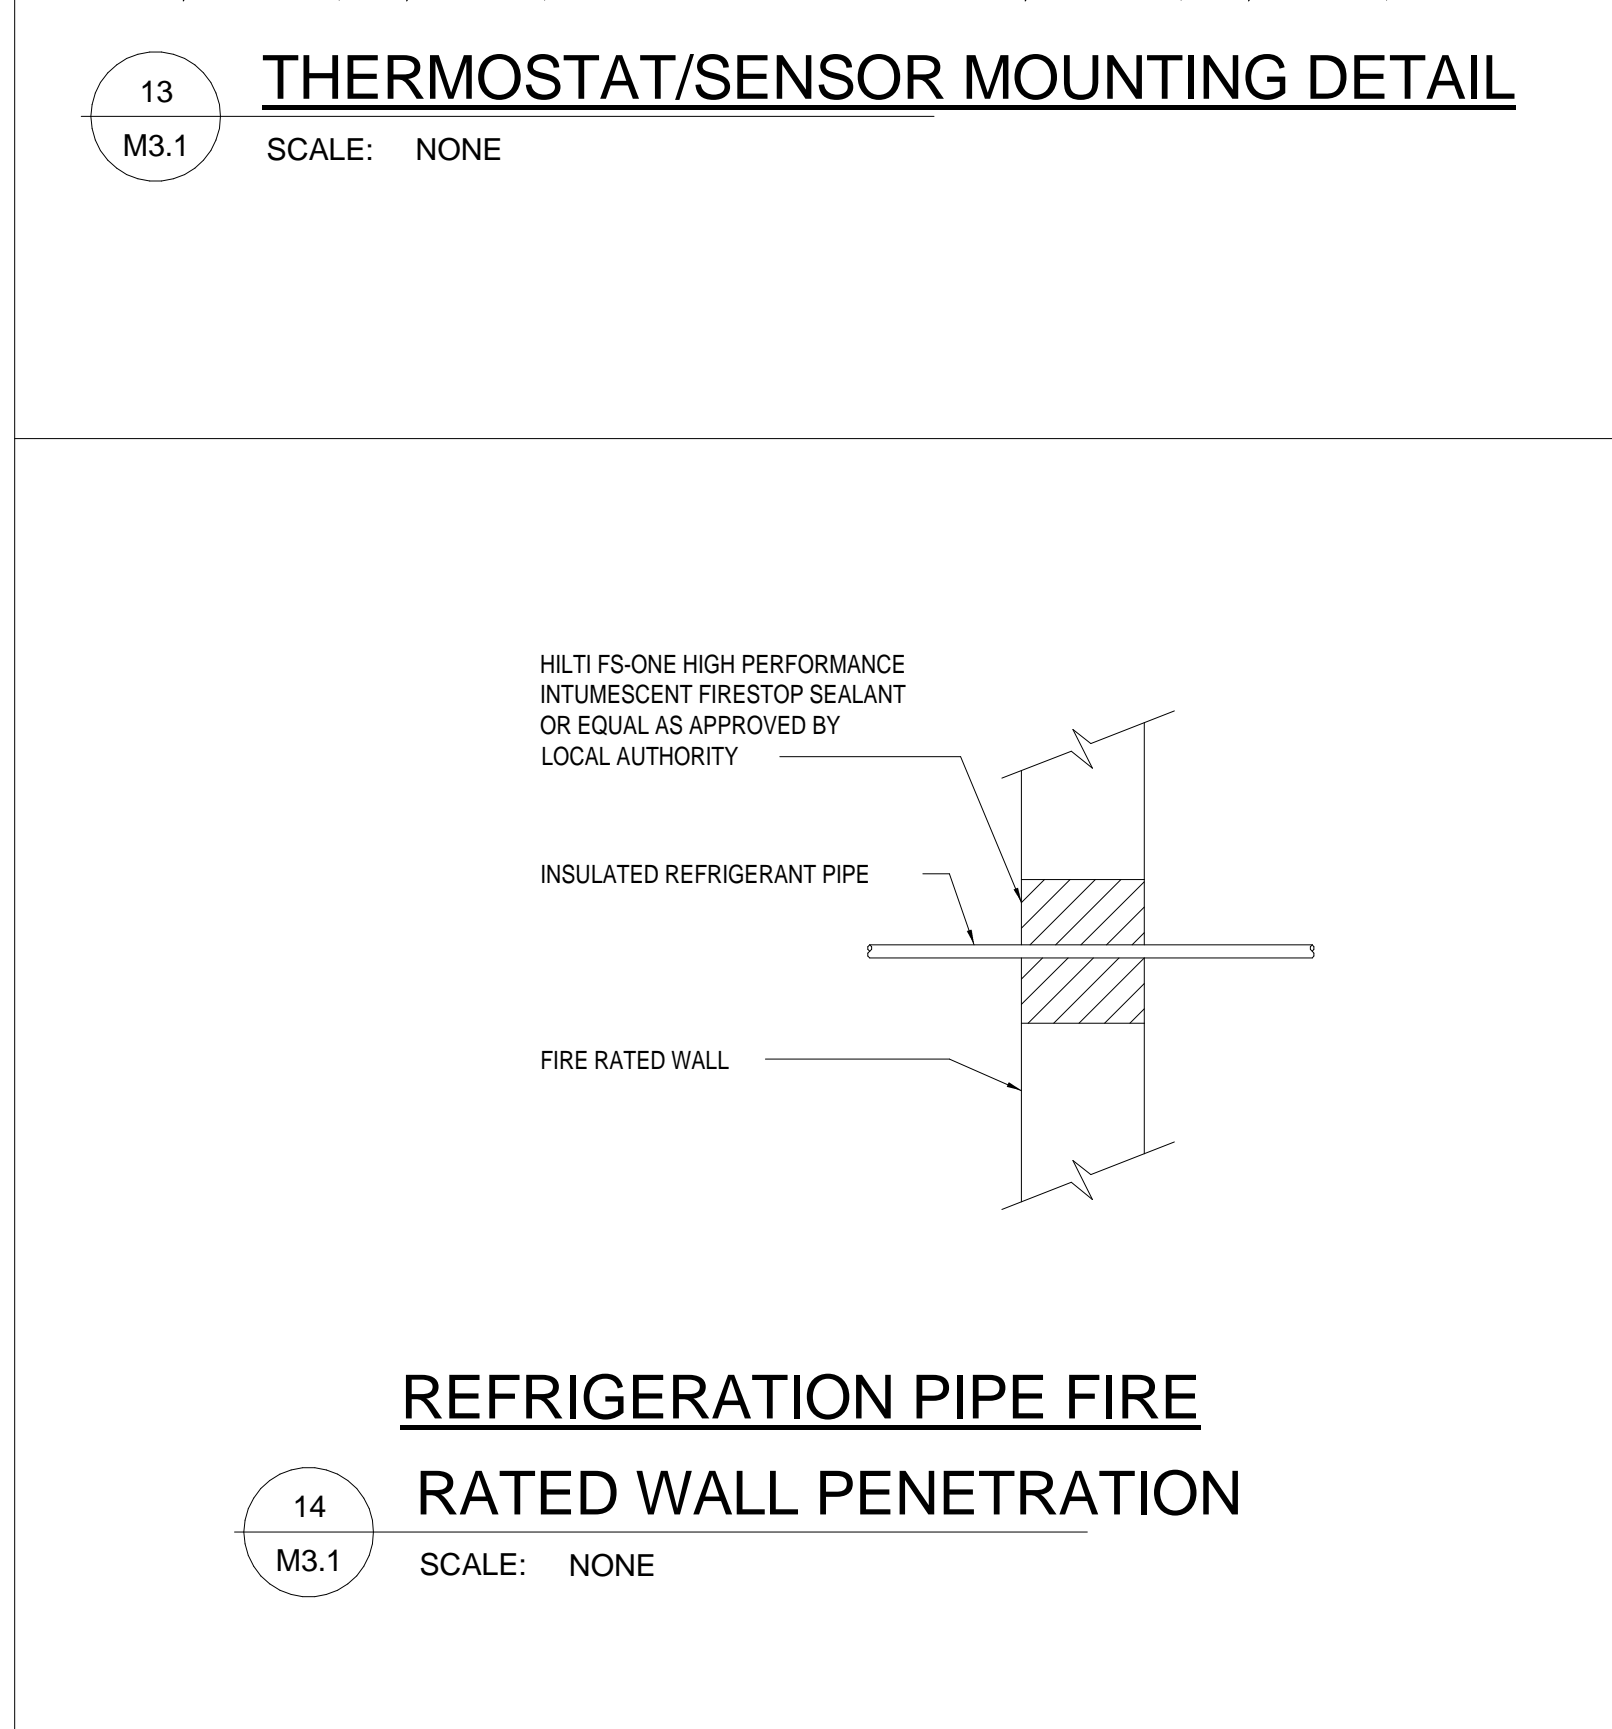 13
M3.1
THERMOSTAT/SENSOR MOUNTING DETAIL
SCALE: NONE
HILTI FS-ONE HIGH PERFORMANCE
INTUMESCENT FIRESTOP SEALANT
OR EQUAL AS APPROVED BY
LOCAL AUTHORITY
INSULATED REFRIGERANT PIPE
FIRE RATED WALL
REFRIGERATION PIPE FIRE
RATED WALL PENETRATION
14
M3.1
SCALE: NONE